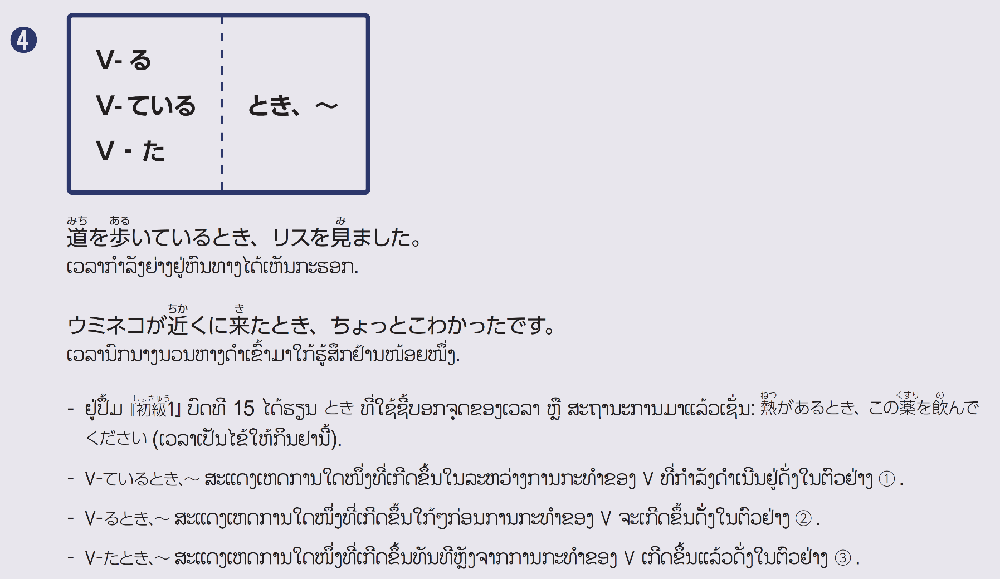 4
V- る
V- ている
とき、～
V - た
みち ある み
道を歩いているとき、リスを見ました。
ເວລາກຳລັງຍ່າງຢູ່ຫົນທາງໄດ້ເຫັນກະຮອກ.
ちか き
ウミネコが近くに来たとき、ちょっとこわかったです。
ເວລານົກນາງນວນຫາງດຳເຂົ້າມາໃກ້ຮູ້ສຶກຢ້ານໜ້ອຍໜຶ່ງ.
しょきゅう ねつ くすり の
- ຢູ່ປຶ້ມ 『初級1』 ບົດທີ 15 ໄດ້ຮຽນ とき ທີ່ໃຊ້ຊີ້ບອກຈຸດຂອງເວລາ ຫຼື ສະຖານະການມາແລ້ວເຊັ່ນ: 熱があるとき、この薬を飲んで
ください (ເວລາເປັນໄຂ້ໃຫ້ກິນຢານີ້).
- V-ているとき、～ ສະແດງເຫດການໃດໜຶ່ງທີ່ເກີດຂຶ້ນໃນລະຫວ່າງການກະທຳຂອງ V ທີ່ກຳລັງດຳເນີນຢູ່ດັ່ງໃນຕົວຢ່າງ ①.
- V-るとき、～ ສະແດງເຫດການໃດໜຶ່ງທີ່ເກີດຂຶ້ນໃກ້ໆກ່ອນການກະທຳຂອງ V ຈະເກີດຂຶ້ນດັ່ງໃນຕົວຢ່າງ ②.
- V-たとき、～ ສະແດງເຫດການໃດໜຶ່ງທີ່ເກີດຂຶ້ນທັນທີຫຼັງຈາກການກະທຳຂອງ V ເກີດຂຶ້ນແລ້ວດັ່ງໃນຕົວຢ່າງ ③.